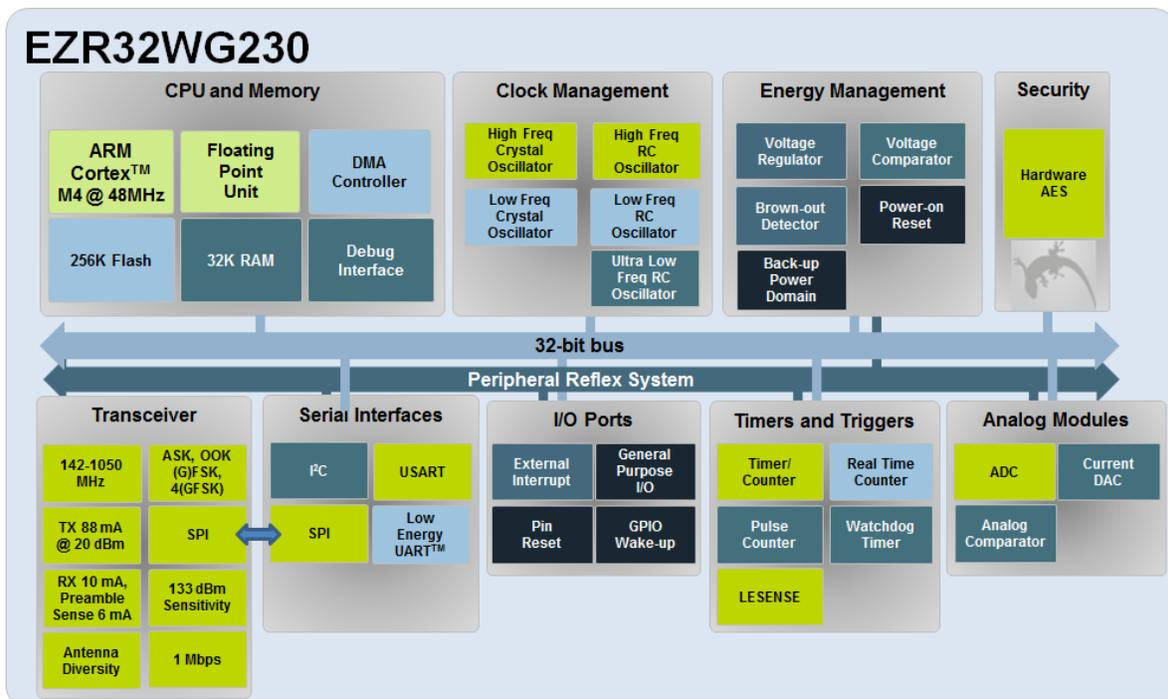 EZR32WG230
CPU and Memory
ARM
Cortex™
M4 @ 48MHz
Floating
Point
Unit
DMA
Controller
256K Flash
32K RAM
Debug
Interface
Clock Management
High Freq
Crystal
Oscillator
High Freq
RC
Oscillator
Low Freq
Crystal
Oscillator
Low Freq
RC
Oscillator
Ultra Low
Freq RC
Oscillator
Energy Management
Voltage
Regulator
Voltage
Comparator
Brown-out
Detector
Power-on
Reset
Back-up
Power
Domain
Security
Hardware
AES
32-bit bus
Peripheral Reflex System
Transceiver
142-1050
MHz
ASK, OOK
(G)FSK,
4(GFSK)
TX 88 mA
@ 20 dBm
SPI
RX 10 mA,
Preamble
Sense 6 mA
133 dBm
Sensitivity
Antenna
Diversity
1 Mbps
Serial Interfaces
I²C
USART
SPI
Low
Energy
UART™
I/O Ports
External
Interrupt
General
Purpose
I/O
Pin
Reset
GPIO
Wake-up
Timers and Triggers
Timer/
Counter
Real Time
Counter
Pulse
Counter
Watchdog
Timer
LESENSE
Analog Modules
ADC
Current
DAC
Analog
Comparator